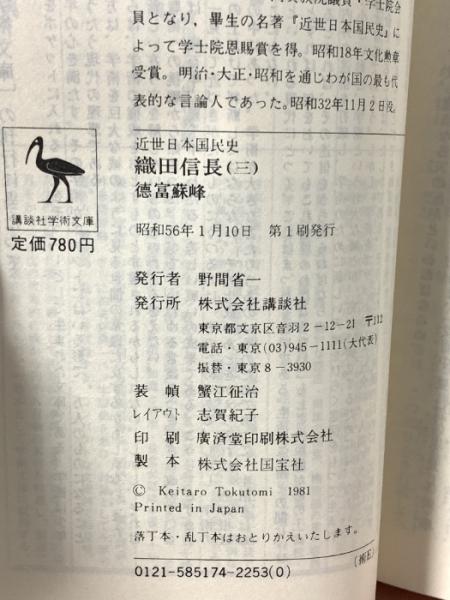 員となり，畢生の名著『近世日本国民史』に
よって学士院恩賜賞を得。昭和18年文化勲章
受賞。明治・大正・昭和を通じわが国の最も代
表的な言論人であった。昭和32年11月2日没。
講談社学術文庫
定価780円
近世日本国民史
織田信長(三)
德富蘇峰
昭和56年1月10日 第1刷発行
発行者 野間省一
発行所 株式会社講談社
東京都文京区音羽2-12-21 〒112
電話・東京(03)945-1111(大代表)
振替・東京8-3930
装幀 蟹江征治
レイアウト 志賀紀子
印刷 廣済堂印刷株式会社
製本 株式会社国宝社
© Keitaro Tokutomi 1981
Printed in Japan
落丁本・乱丁本はおとりかえいたします。
0121-585174-2253(0)